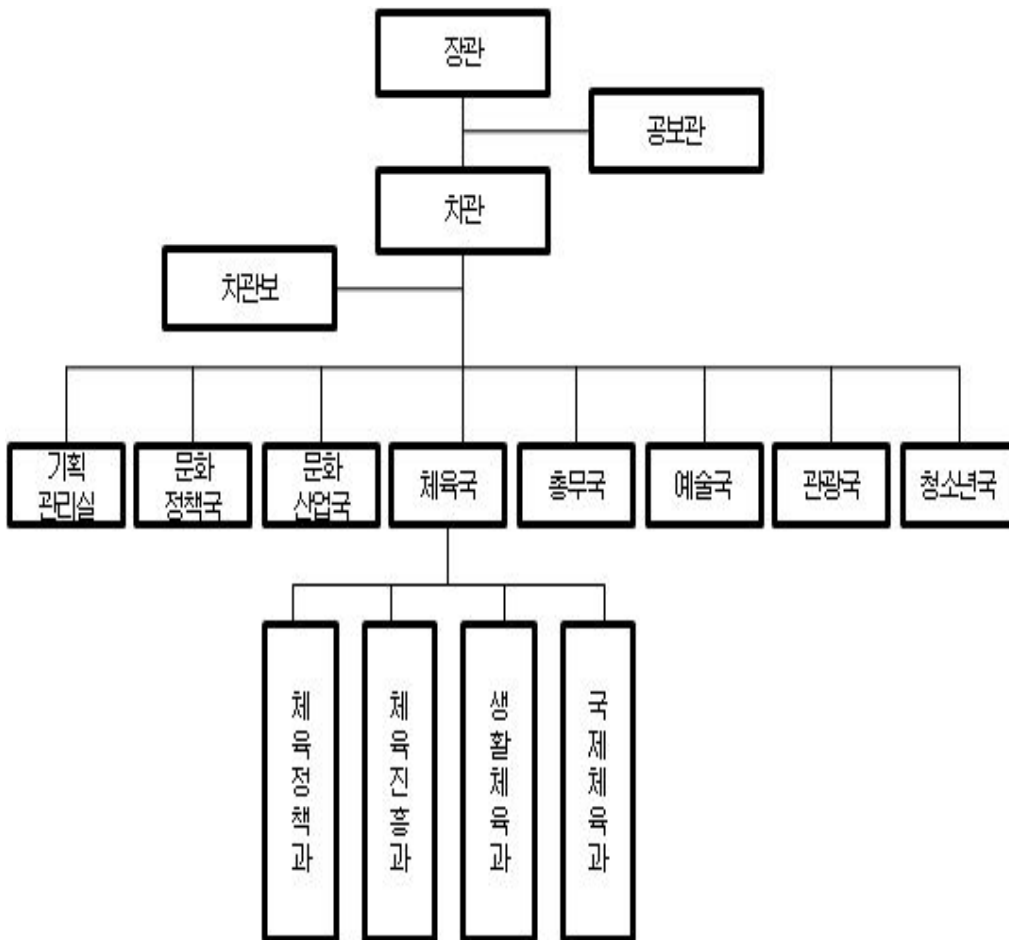 장관
공보관
차관
차관보
기획
관리실
문화
정책국
문화
산업국
체육국
총무국
예술국
관광국
청소년국
체육정책과
체육진흥과
생활체육과
국제체육과